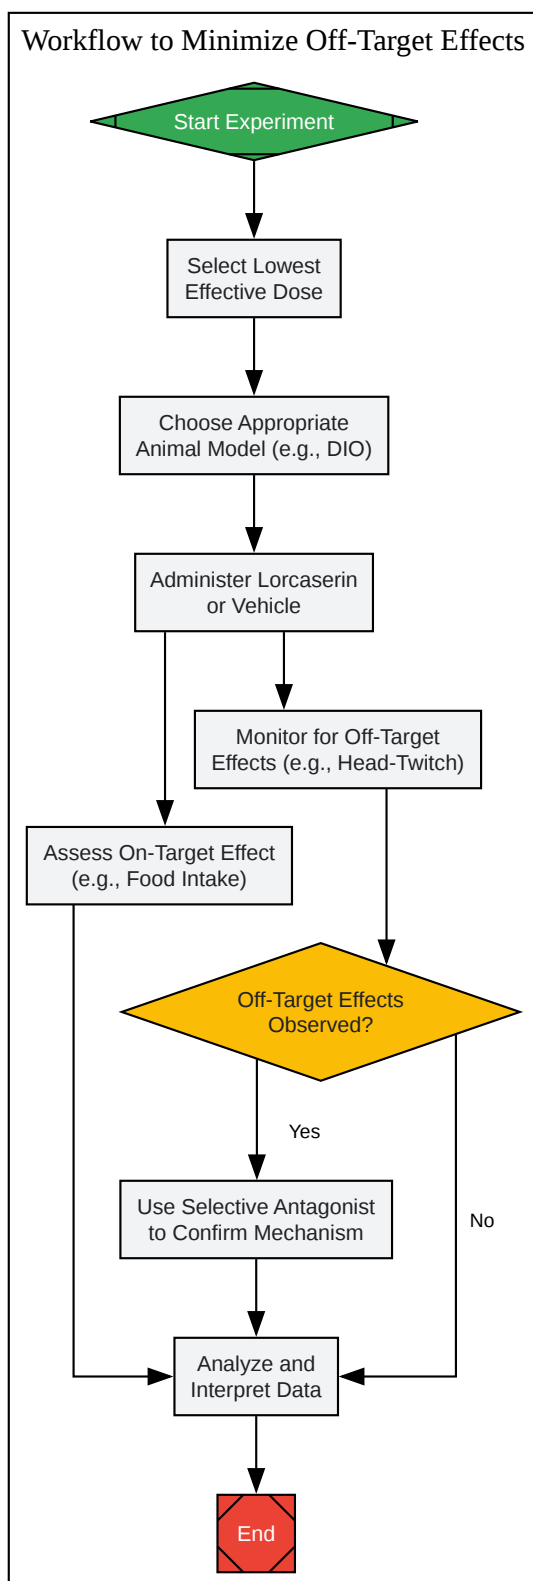 Workflow to Minimize Off-Target Effects
Start Experiment
Select Lowest
Effective Dose
Choose Appropriate
Animal Model (e.g., DIO)
Administer Lorcaserin
or Vehicle
Monitor for Off-Target
Effects (e.g., Head-Twitch)
Assess On-Target Effect
(e.g., Food Intake)
Off-Target Effects
Observed?
Yes
Use Selective Antagonist
to Confirm Mechanism
No
Analyze and
Interpret Data
End